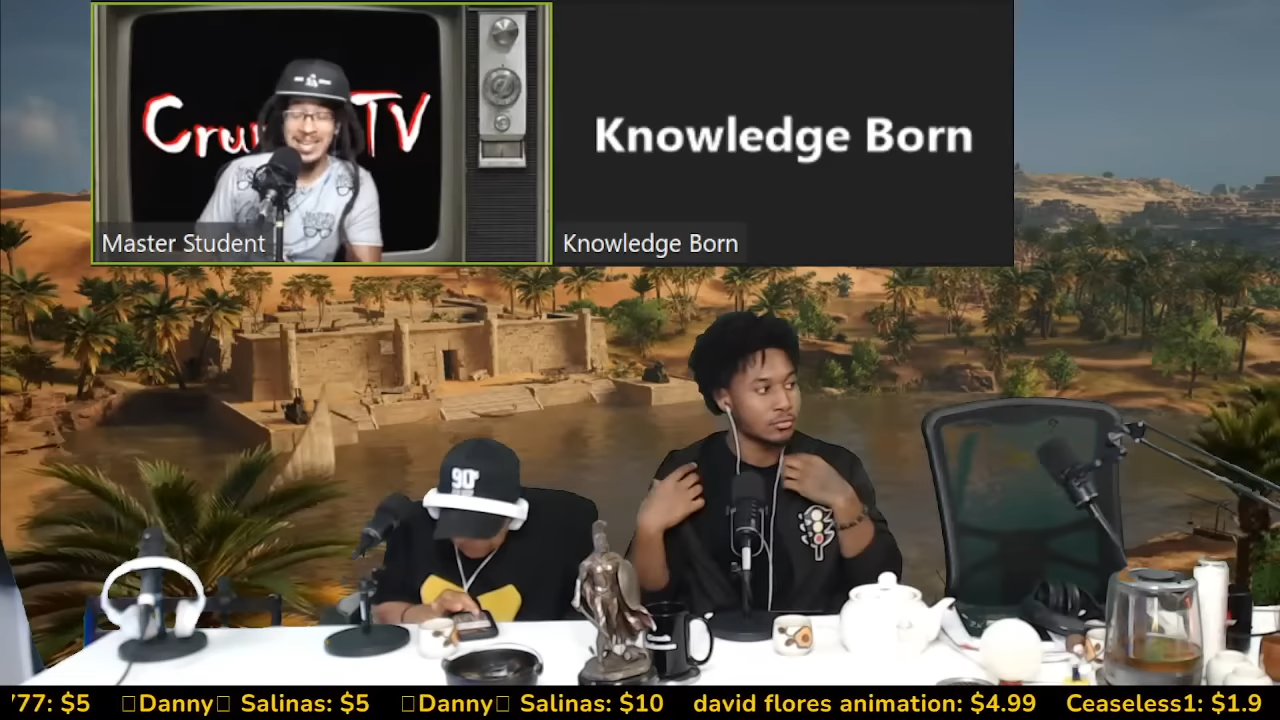 Cru TV
Knowledge Born
Master Student
Knowledge Born
90'
'77: $5 □Danny□ Salinas: $5 □Danny□ Salinas: $10 david flores animation: $4.99 Ceaseless1: $1.9